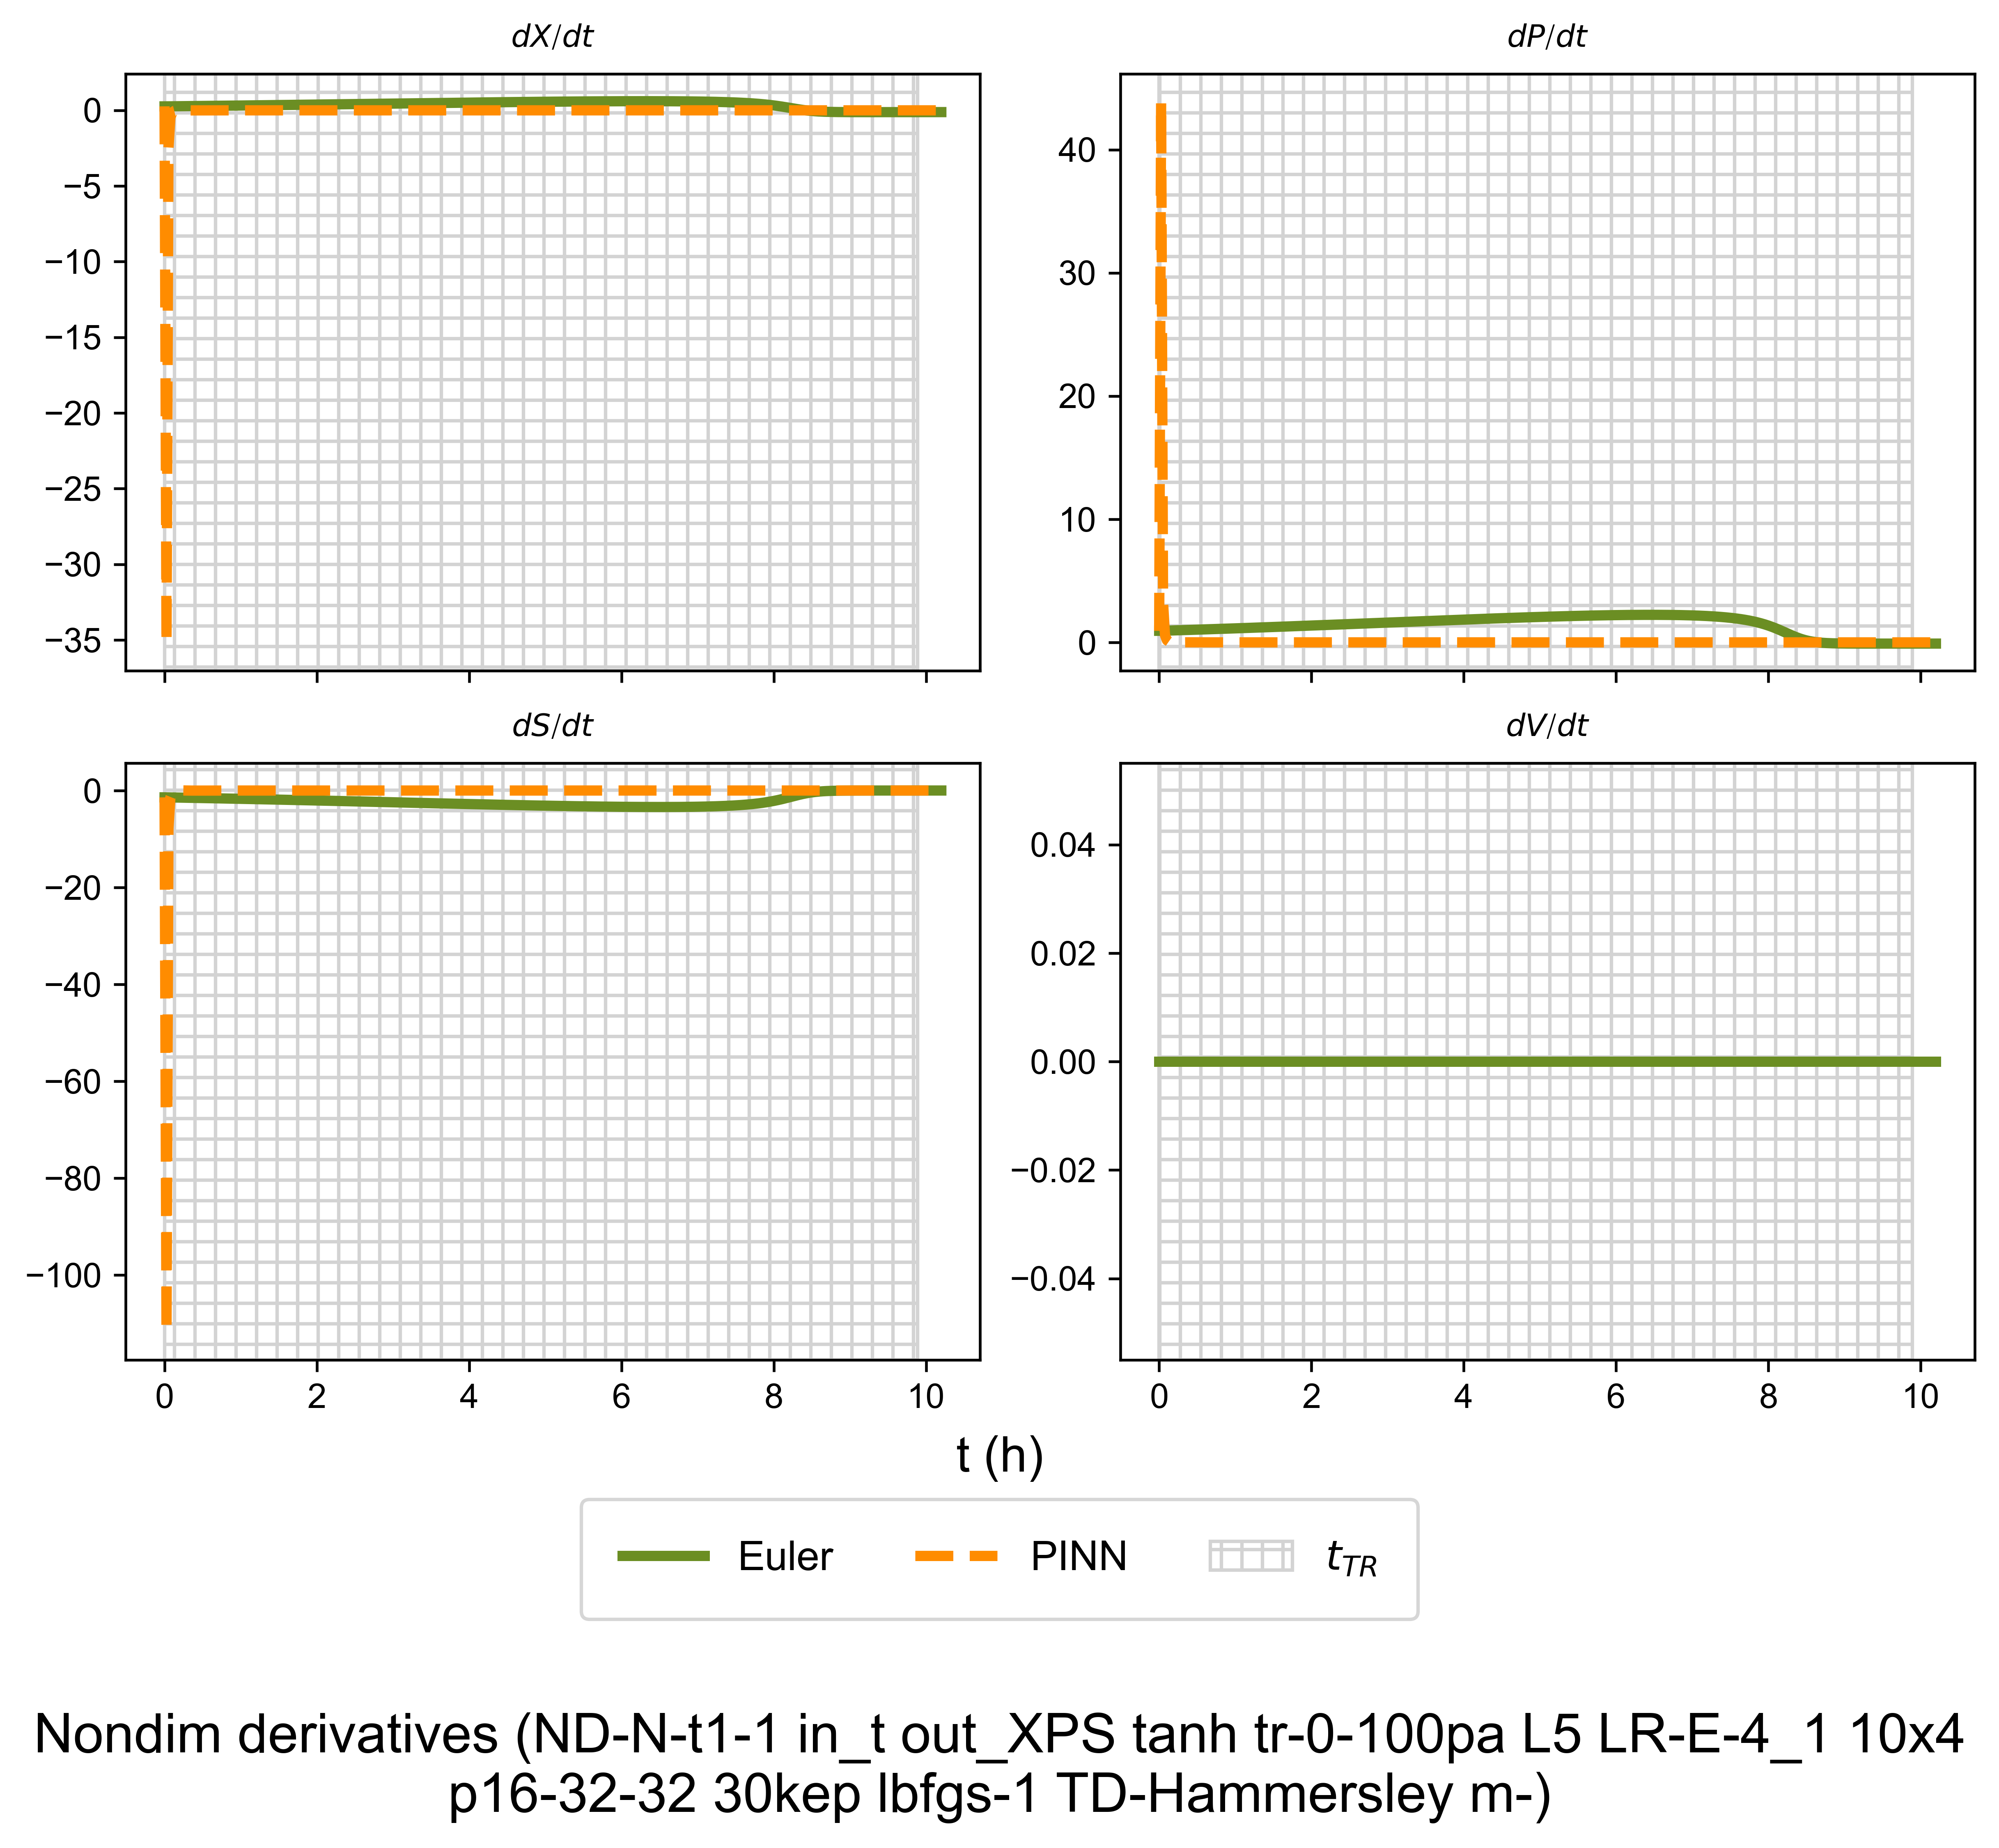 dX/dt
dP/dt
0
−5
−10
−15
−20
−25
−30
−35
40
30
20
10
0
dS/dt
dV/dt
0
−20
−40
−60
−80
−100
0.04
0.02
0.00
−0.02
−0.04
0 2 4 6 8 10
0 2 4 6 8 10
t (h)
Euler PINN t_{TR}
Nondim derivatives (ND-N-t1-1 in_t out_XPS tanh tr-0-100pa L5 LR-E-4_1 10x4
p16-32-32 30kep lbfgs-1 TD-Hammersley m-)